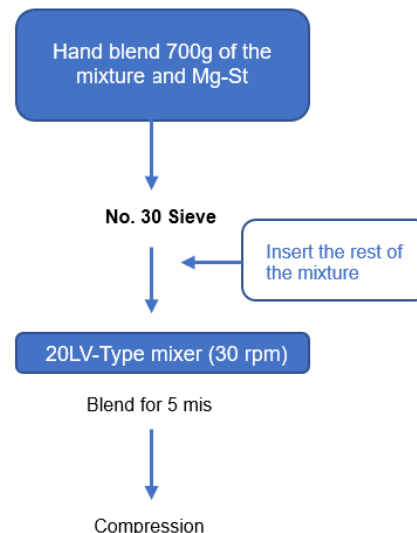 Hand blend 700g of the
mixture and Mg-St
No. 30 Sieve
Insert the rest of
the mixture
20LV-Type mixer (30 rpm)
Blend for 5 mis
Compression